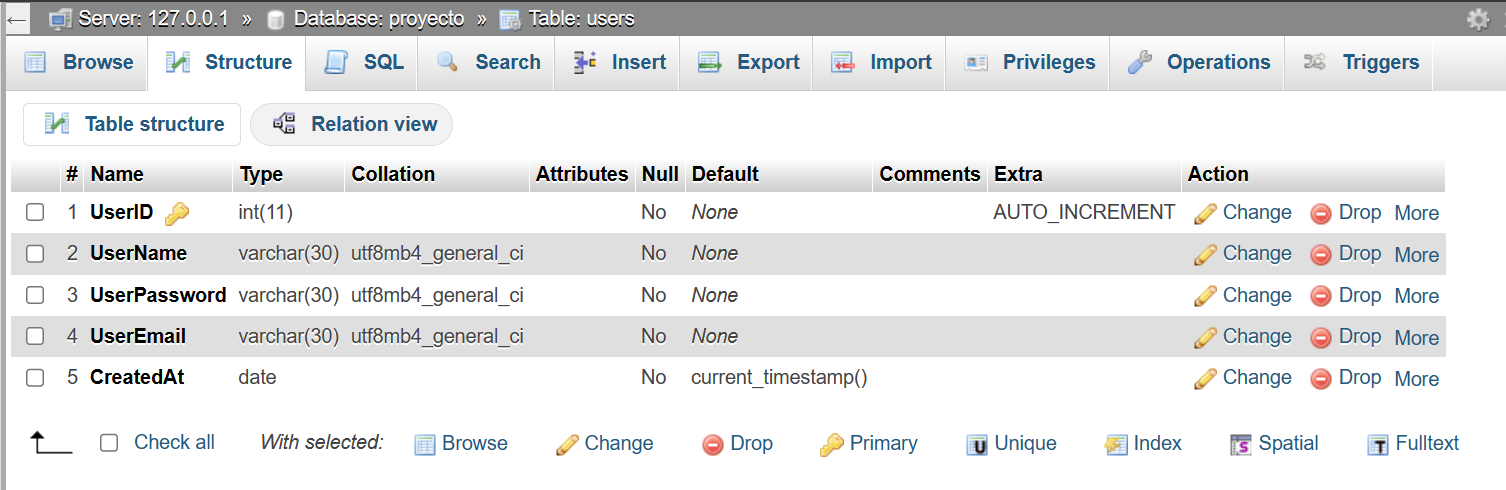 ← Server: 127.0.0.1 » Database: proyecto » Table: users
Browse Structure SQL Search Insert Export Import Privileges Operations Triggers
Table structure Relation view
# Name Type Collation Attributes Null Default Comments Extra Action
1 UserID int(11) No None AUTO_INCREMENT Change Drop More
2 UserName varchar(30) utf8mb4_general_ci No None Change Drop More
3 UserPassword varchar(30) utf8mb4_general_ci No None Change Drop More
4 UserEmail varchar(30) utf8mb4_general_ci No None Change Drop More
5 CreatedAt date No current_timestamp() Change Drop More
Check all With selected: Browse Change Drop Primary Unique Index Spatial Fulltext